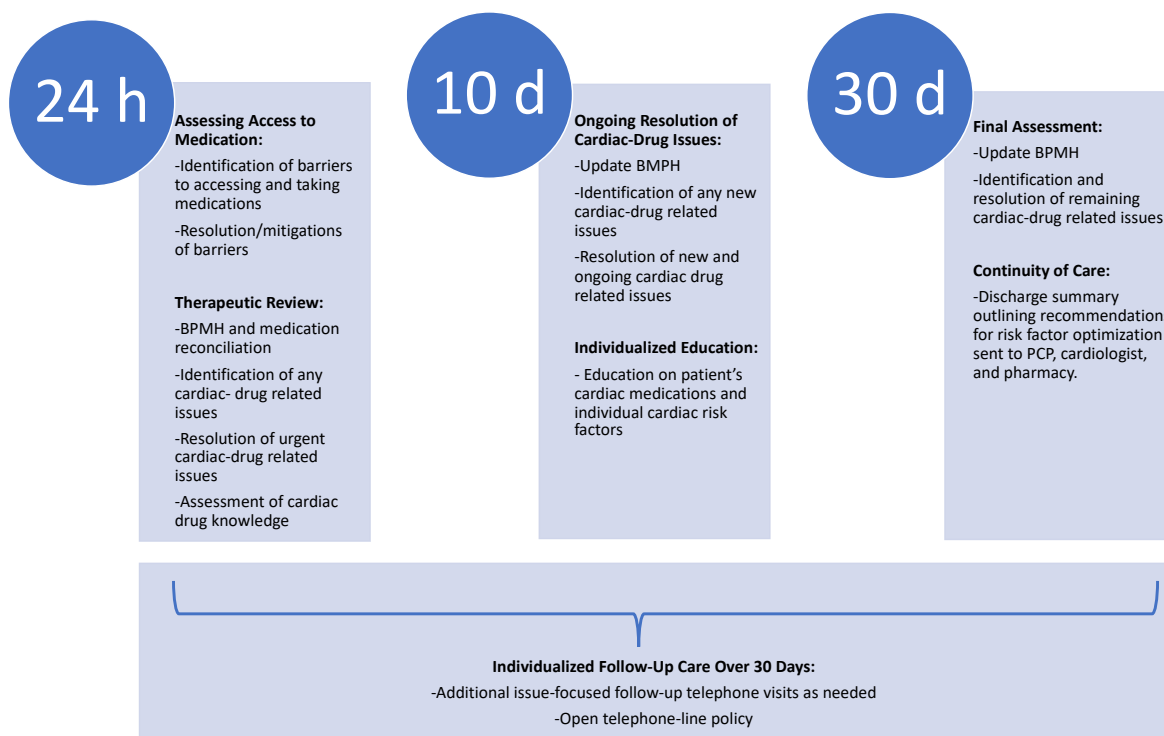 24 h
Assessing Access to
Medication:
-Identification of barriers
to accessing and taking
medications
-Resolution/mitigations
of barriers
Therapeutic Review:
-BPMH and medication
reconciliation
-Identification of any
cardiac- drug related
issues
-Resolution of urgent
cardiac-drug related
issues
-Assessment of cardiac
drug knowledge
10 d
Ongoing Resolution of
Cardiac-Drug Issues:
-Update BMPH
-Identification of any new
cardiac-drug related
issues
-Resolution of new and
ongoing cardiac drug
related issues
Individualized Education:
- Education on patient’s
cardiac medications and
individual cardiac risk
factors
30 d
Final Assessment:
-Update BPMH
-Identification and
resolution of remaining
cardiac-drug related issues
Continuity of Care:
-Discharge summary
outlining recommendation
for risk factor optimization
sent to PCP, cardiologist,
and pharmacy.
Individualized Follow-Up Care Over 30 Days:
-Additional issue-focused follow-up telephone visits as needed
-Open telephone-line policy